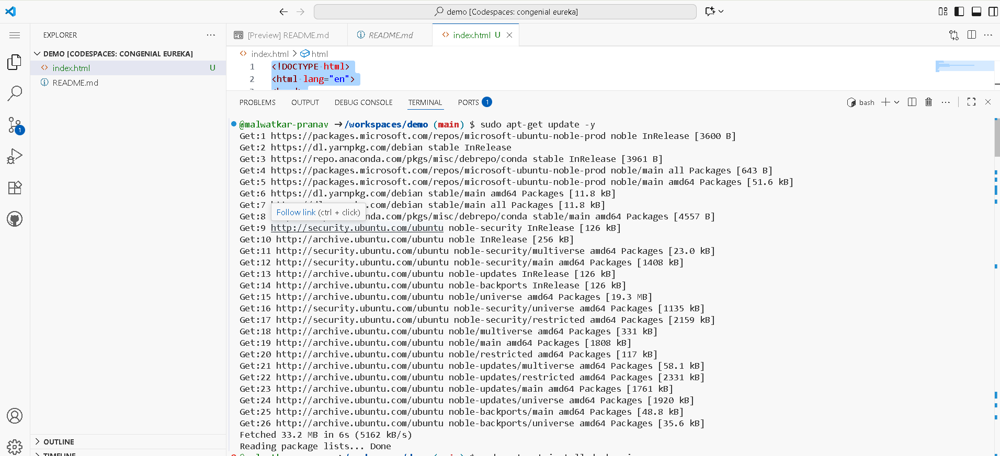 demo [Codespaces: congenial eureka]
EXPLORER
DEMO [CODESPACES: CONGENIAL EUREKA]
index.html U
README.md
OUTLINE
TIMELINE
1
[Preview] README.md
README.md
index.html U
index.html > html
1 <!DOCTYPE html>
2 <html lang="en">
PROBLEMS OUTPUT DEBUG CONSOLE TERMINAL PORTS 1
bash
@malwatkar-pranav →/workspaces/demo (main) $ sudo apt-get update -y
Get:1 https://packages.microsoft.com/repos/microsoft-ubuntu-noble-prod noble InRelease [3600 B]
Get:2 https://dl.yarnpkg.com/debian stable InRelease
Get:3 https://repo.anaconda.com/pkgs/misc/debrepo/conda stable InRelease [3961 B]
Get:4 https://packages.microsoft.com/repos/microsoft-ubuntu-noble-prod noble/main all Packages [643 B]
Get:5 https://packages.microsoft.com/repos/microsoft-ubuntu-noble-prod noble/main amd64 Packages [51.6 kB]
Get:6 https://dl.yarnpkg.com/debian stable/main amd64 Packages [11.8 kB]
Get:7 .com/debian stable/main all Packages [11.8 kB]
Follow link (ctrl + click)
Get:8 nda.com/pkgs/misc/debrepo/conda stable/main amd64 Packages [4557 B]
Get:9 http://security.ubuntu.com/ubuntu noble-security InRelease [126 kB]
Get:10 http://archive.ubuntu.com/ubuntu noble InRelease [256 kB]
Get:11 http://security.ubuntu.com/ubuntu noble-security/multiverse amd64 Packages [23.0 kB]
Get:12 http://security.ubuntu.com/ubuntu noble-security/main amd64 Packages [1408 kB]
Get:13 http://archive.ubuntu.com/ubuntu noble-updates InRelease [126 kB]
Get:14 http://archive.ubuntu.com/ubuntu noble-backports InRelease [126 kB]
Get:15 http://archive.ubuntu.com/ubuntu noble/universe amd64 Packages [19.3 MB]
Get:16 http://security.ubuntu.com/ubuntu noble-security/universe amd64 Packages [1135 kB]
Get:17 http://security.ubuntu.com/ubuntu noble-security/restricted amd64 Packages [2159 kB]
Get:18 http://archive.ubuntu.com/ubuntu noble/multiverse amd64 Packages [331 kB]
Get:19 http://archive.ubuntu.com/ubuntu noble/main amd64 Packages [1808 kB]
Get:20 http://archive.ubuntu.com/ubuntu noble/restricted amd64 Packages [117 kB]
Get:21 http://archive.ubuntu.com/ubuntu noble-updates/multiverse amd64 Packages [58.1 kB]
Get:22 http://archive.ubuntu.com/ubuntu noble-updates/restricted amd64 Packages [2331 kB]
Get:23 http://archive.ubuntu.com/ubuntu noble-updates/main amd64 Packages [1761 kB]
Get:24 http://archive.ubuntu.com/ubuntu noble-updates/universe amd64 Packages [1920 kB]
Get:25 http://archive.ubuntu.com/ubuntu noble-backports/main amd64 Packages [48.8 kB]
Get:26 http://archive.ubuntu.com/ubuntu noble-backports/universe amd64 Packages [35.6 kB]
Fetched 33.2 MB in 6s (5162 kB/s)
Reading package lists... Done